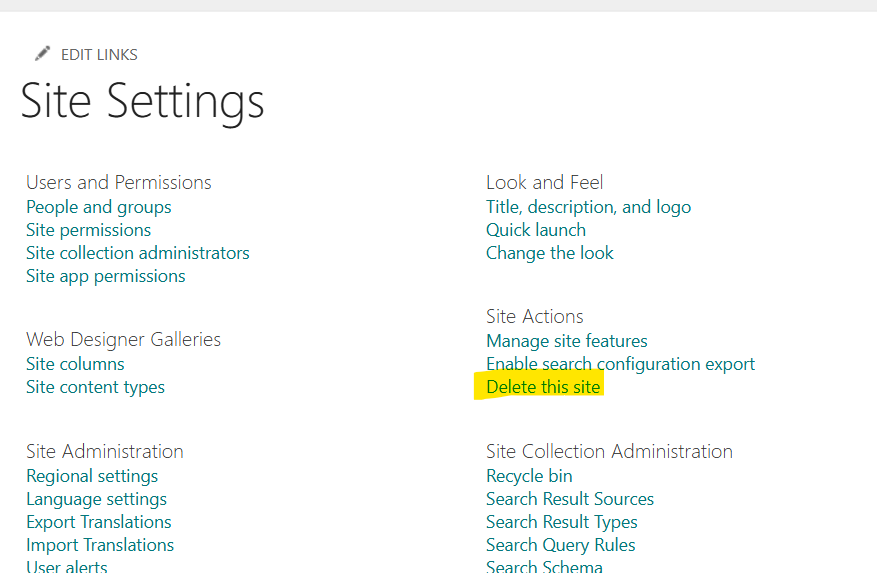 EDIT LINKS
Site Settings
Users and Permissions
People and groups
Site permissions
Site collection administrators
Site app permissions
Web Designer Galleries
Site columns
Site content types
Site Administration
Regional settings
Language settings
Export Translations
Import Translations
User alerts
Look and Feel
Title, description, and logo
Quick launch
Change the look
Site Actions
Manage site features
Enable search configuration export
Delete this site
Site Collection Administration
Recycle bin
Search Result Sources
Search Result Types
Search Query Rules
Search Schema